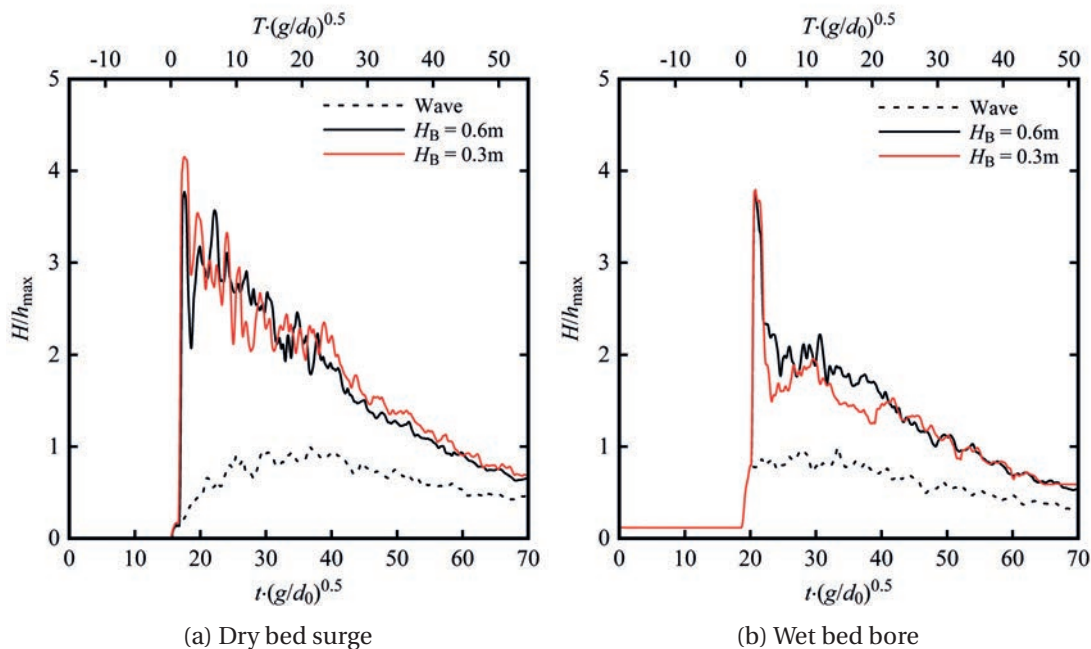 T·(g/d0)^0.5
-10 0 10 20 30 40 50
5
4
3
2
1
0
H/hmax
Wave
HB = 0.6m
HB = 0.3m
0 10 20 30 40 50 60 70
t·(g/d0)^0.5
(a) Dry bed surge
T·(g/d0)^0.5
-10 0 10 20 30 40 50
5
4
3
2
1
0
H/hmax
Wave
HB = 0.6m
HB = 0.3m
0 10 20 30 40 50 60 70
t·(g/d0)^0.5
(b) Wet bed bore